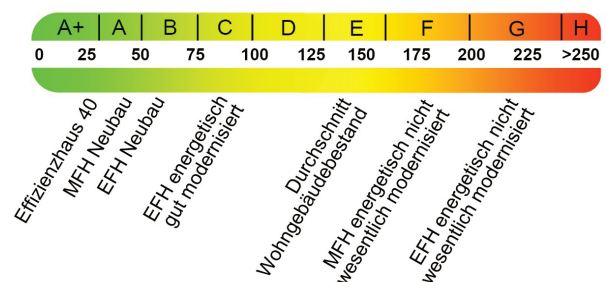 A+ A B C D E F G H
0 25 50 75 100 125 150 175 200 225 >250
Effizienzhaus 40
MFH Neubau
EFH Neubau
EFH energetisch
gut modernisiert
Durchschnitt
Wohngebäudebestand
MFH energetisch nicht
wesentlich modernisiert
EFH energetisch nicht
wesentlich modernisiert